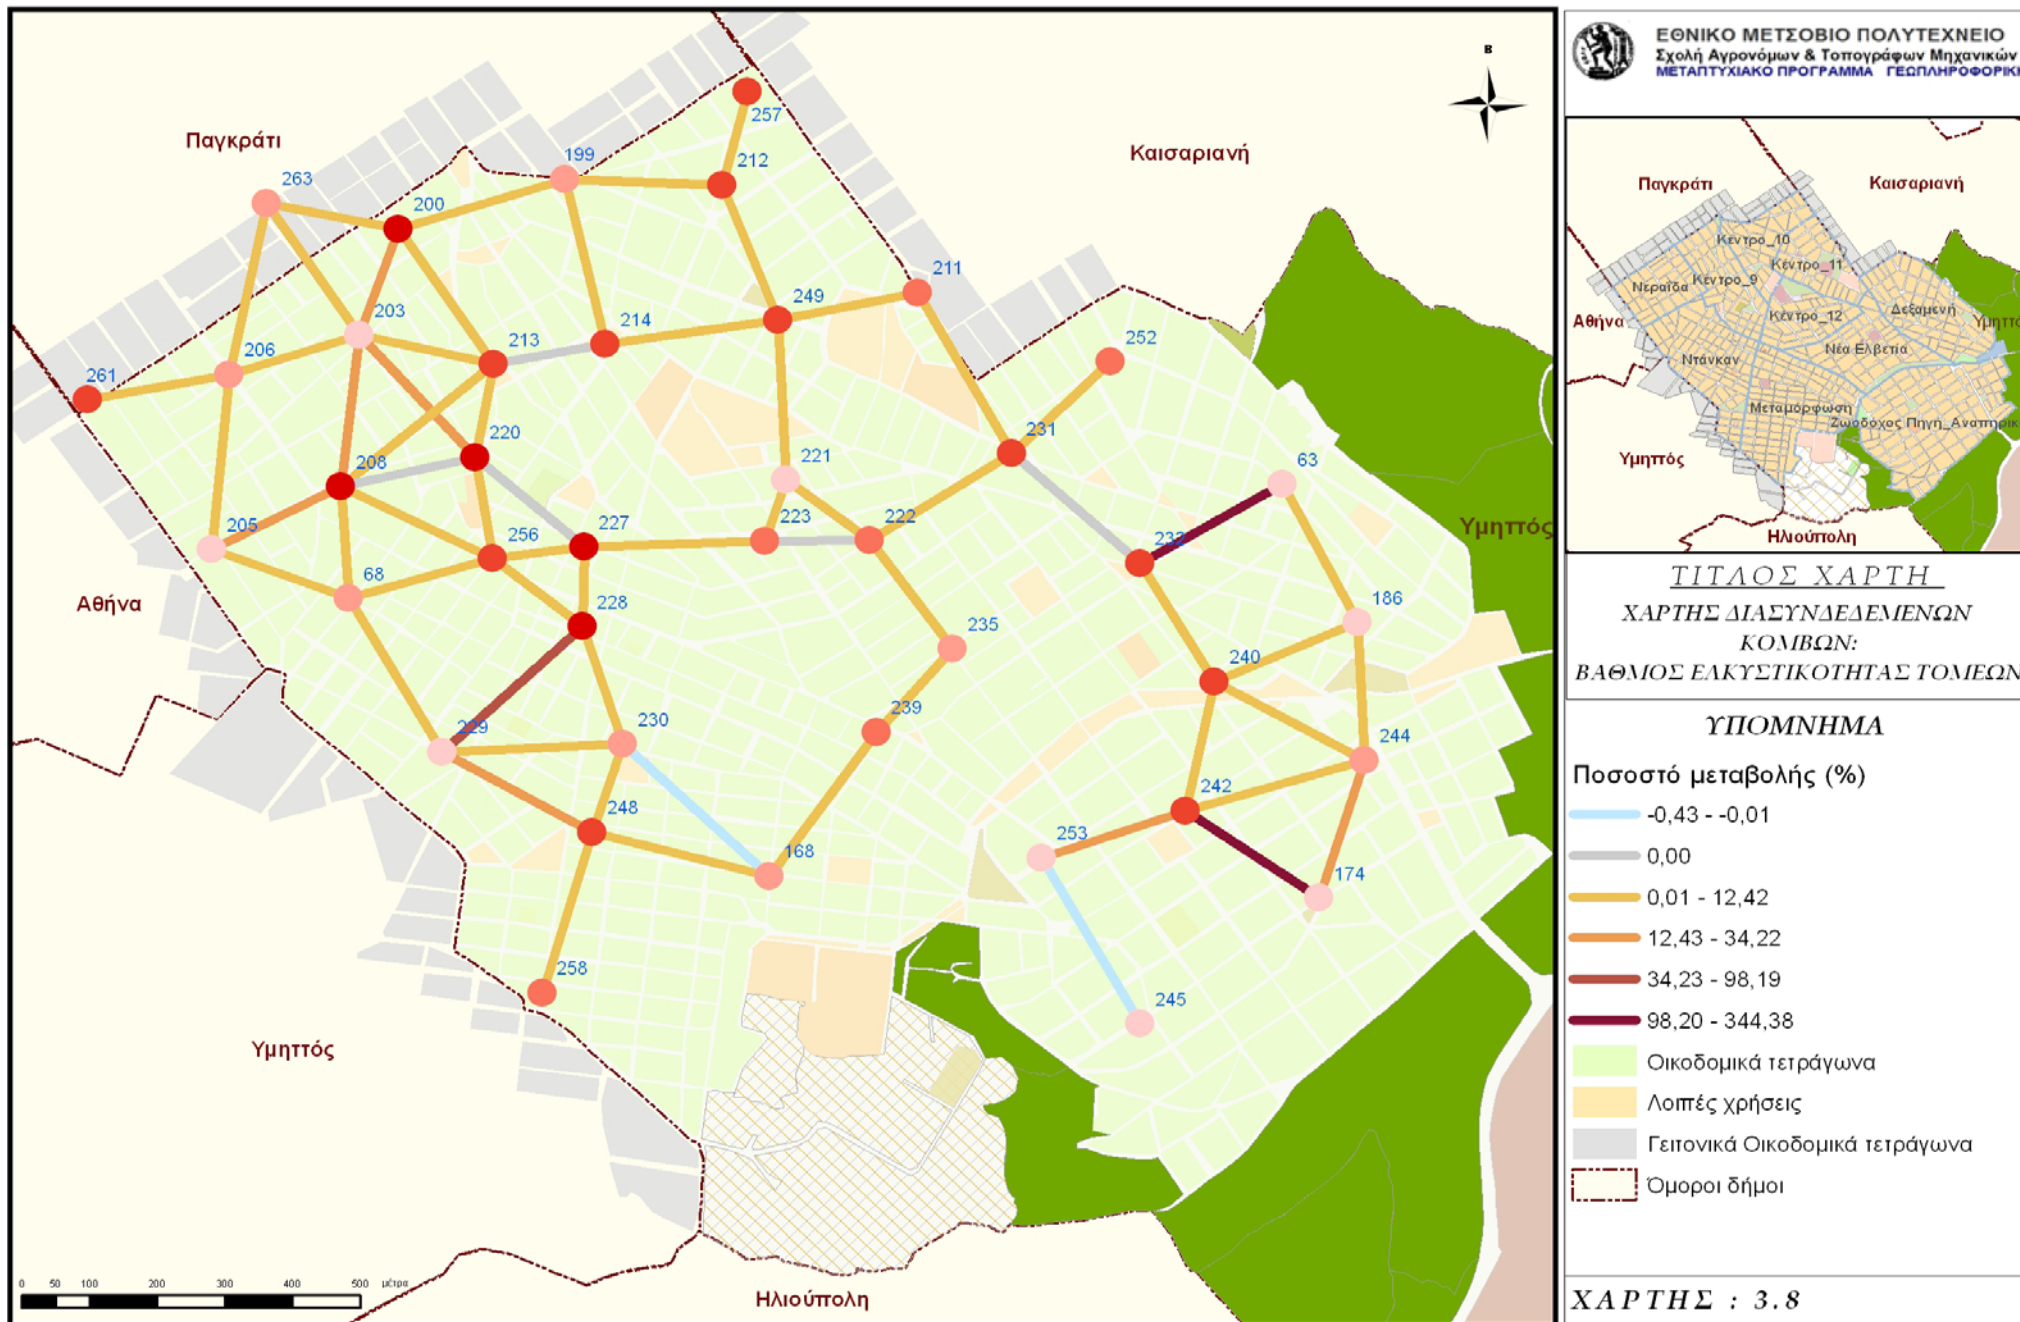 Παγκράτι
Καισαριανή
Αθήνα
Υμηττός
Υμηττός
Ηλιούπολη
Β
257
212
199
263
200
211
203
249
252
206
213
214
261
220
231
208
221
63
205
256
227
223
222
232
68
186
228
235
240
229
230
239
244
248
242
253
168
174
258
245
0 50 100 200 300 400 500 μέτρα
ΕΘΝΙΚΟ ΜΕΤΣΟΒΙΟ ΠΟΛΥΤΕΧΝΕΙΟ
Σχολή Αγρονόμων & Τοπογράφων Μηχανικών
ΜΕΤΑΠΤΥΧΙΑΚΟ ΠΡΟΓΡΑΜΜΑ ΓΕΩΠΛΗΡΟΦΟΡΙΚΗ
Παγκράτι
Καισαριανή
Κέντρο_10
Κέντρο_11
Νεραΐδα
Κέντρο_9
Δεξαμενή
Αθήνα
Κέντρο_12
Υμηττό
Ντάνκαν
Νέα Ελβετία
Μεταμόρφωση
Ζωοδόχος Πηγή_Αναπηρικ
Υμηττός
Ηλιούπολη
ΤΙΤΛΟΣ ΧΑΡΤΗ
ΧΑΡΤΗΣ ΔΙΑΣΥΝΔΕΔΕΜΕΝΩΝ
ΚΟΜΒΩΝ:
ΒΑΘΜΟΣ ΕΛΚΥΣΤΙΚΟΤΗΤΑΣ ΤΟΜΕΩΝ
ΥΠΟΜΝΗΜΑ
Ποσοστό μεταβολής (%)
-0,43 - -0,01
0,00
0,01 - 12,42
12,43 - 34,22
34,23 - 98,19
98,20 - 344,38
Οικοδομικά τετράγωνα
Λοιπές χρήσεις
Γειτονικά Οικοδομικά τετράγωνα
Όμοροι δήμοι
ΧΑΡΤΗΣ : 3.8